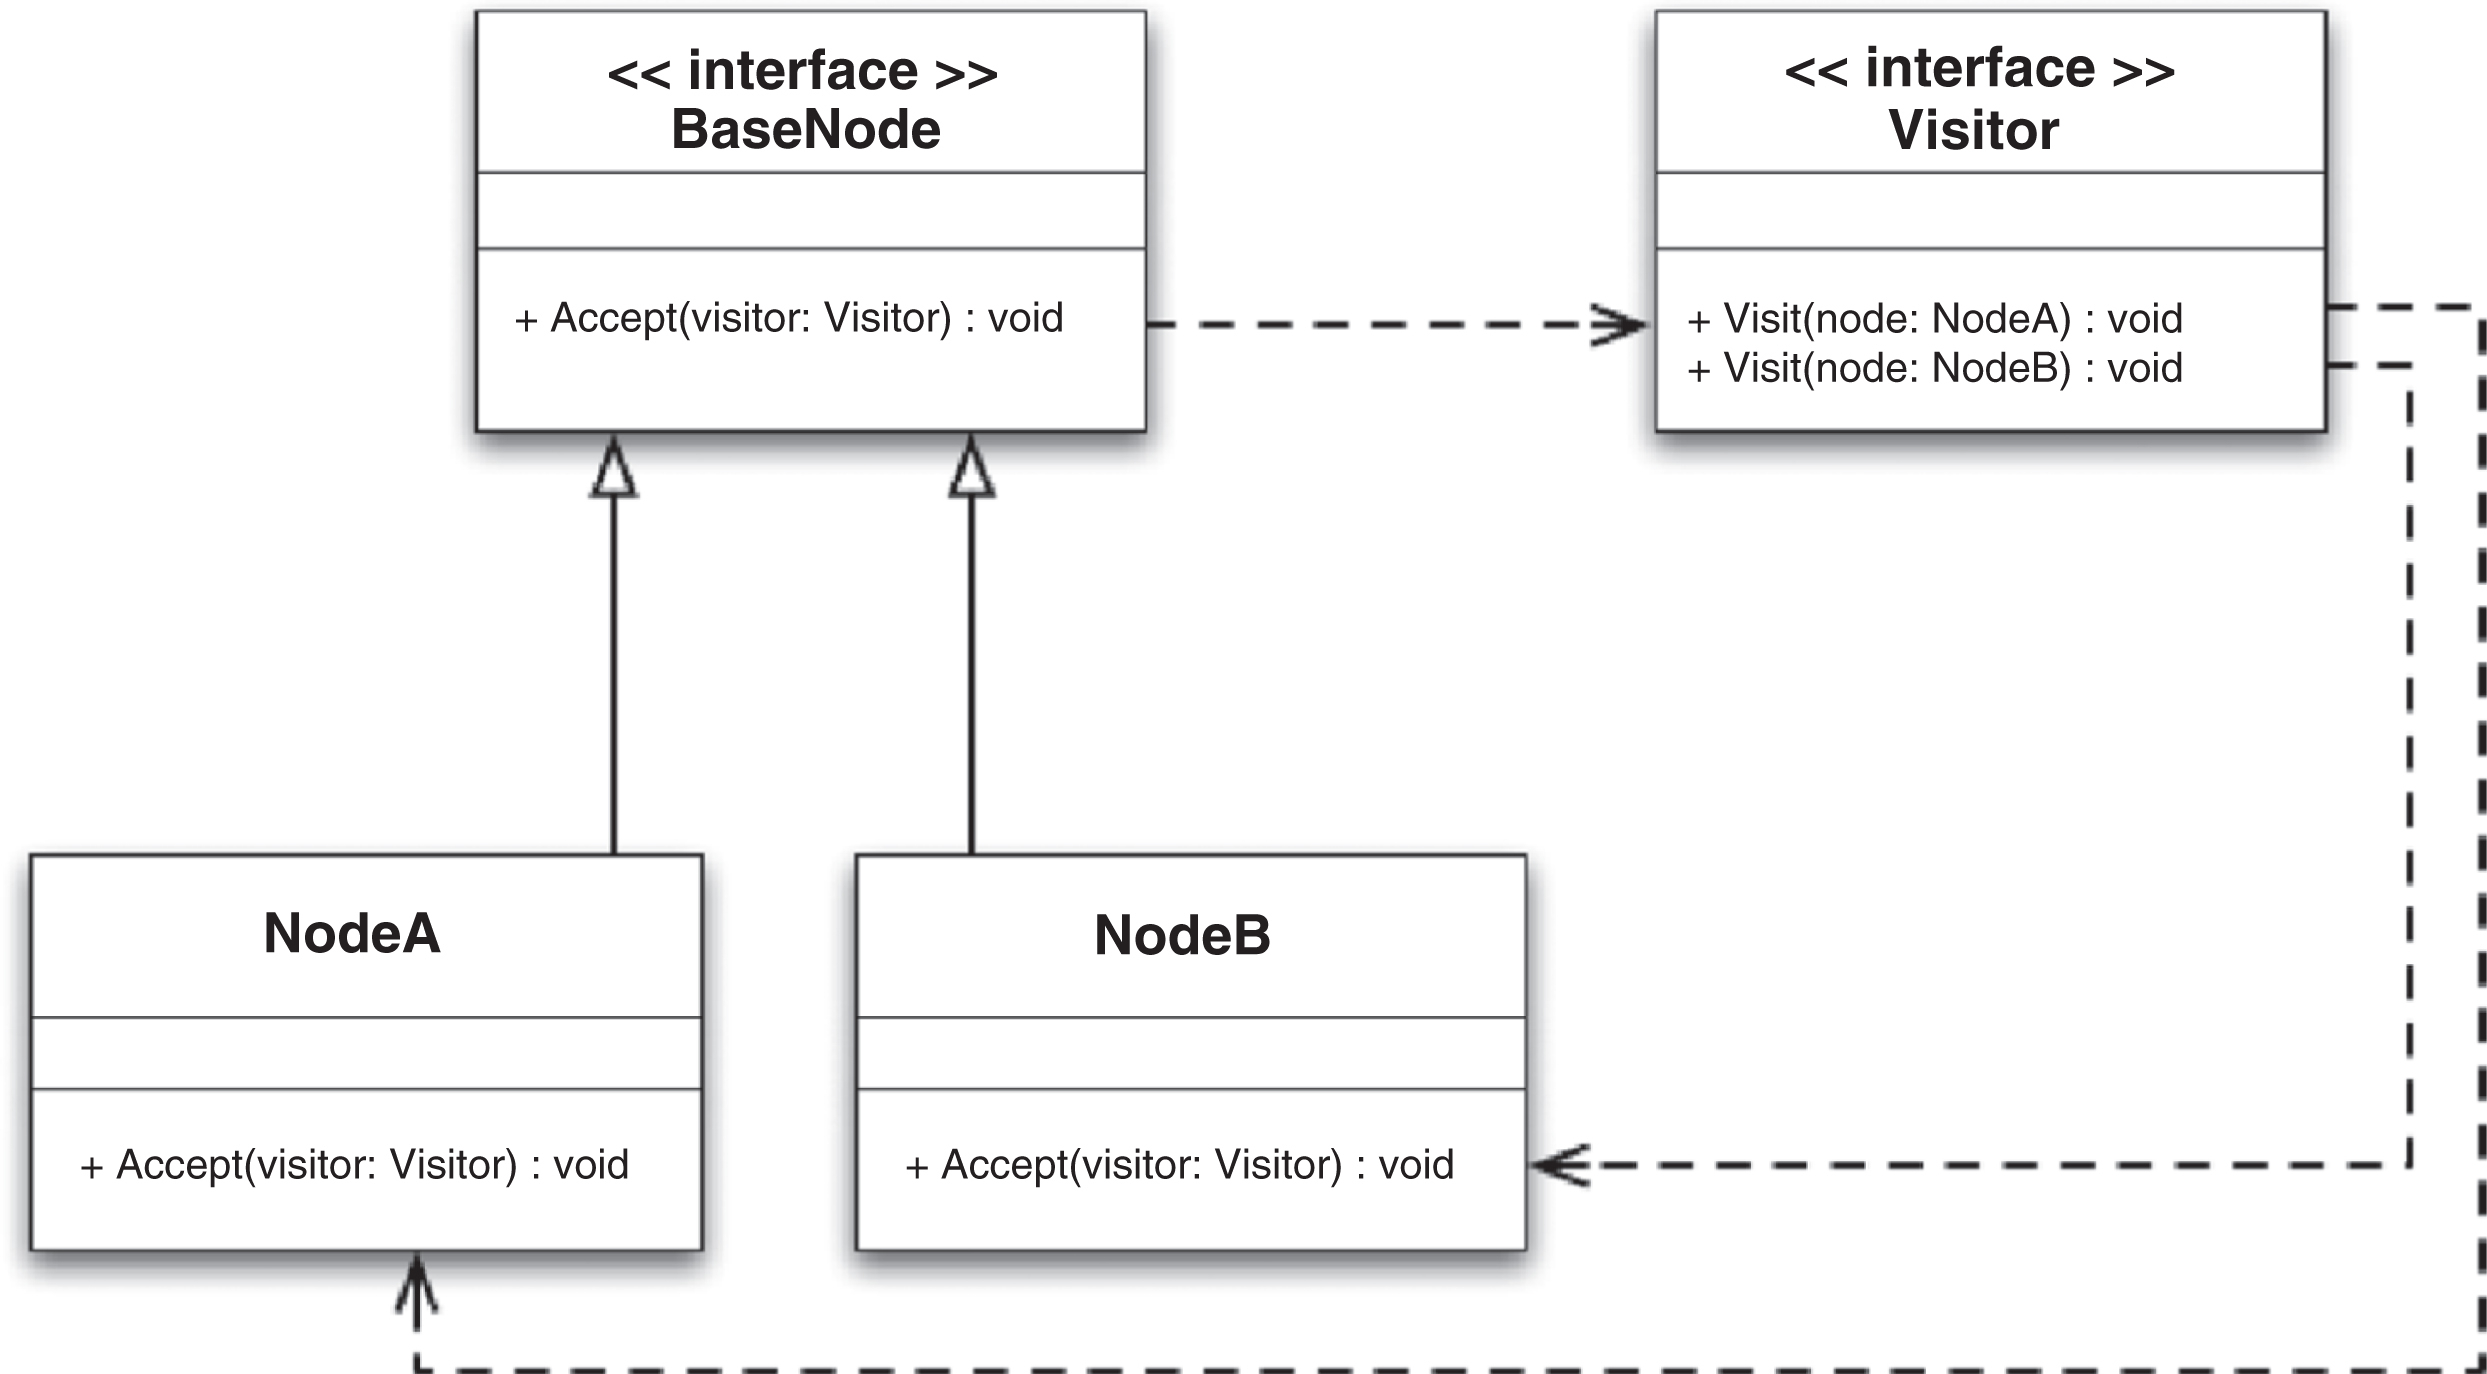 << interface >>
BaseNode
+ Accept(visitor: Visitor) : void
<< interface >>
Visitor
+ Visit(node: NodeA) : void
+ Visit(node: NodeB) : void
NodeA
+ Accept(visitor: Visitor) : void
NodeB
+ Accept(visitor: Visitor) : void